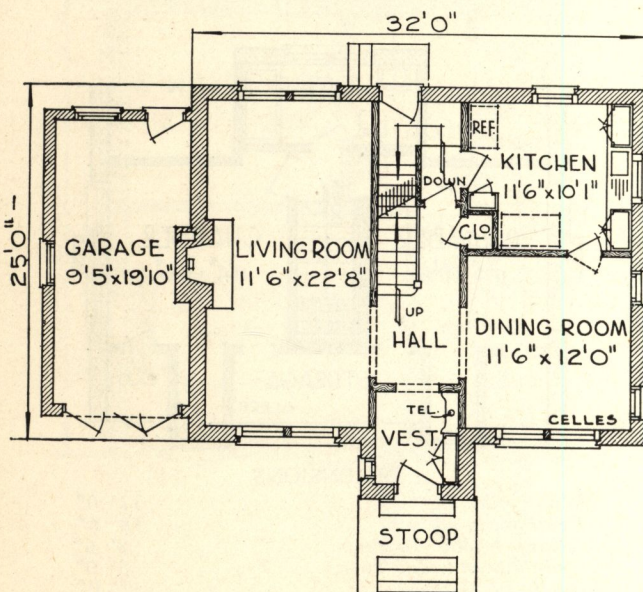 32'0"
25'0"
REF.
KITCHEN
11'6"x10'1"
DOWN
CLO
GARAGE
9'5"x19'10"
LIVING ROOM
11'6"x22'8"
UP
HALL
DINING ROOM
11'6"x12'0"
TEL.
CELLES
VEST.
STOOP